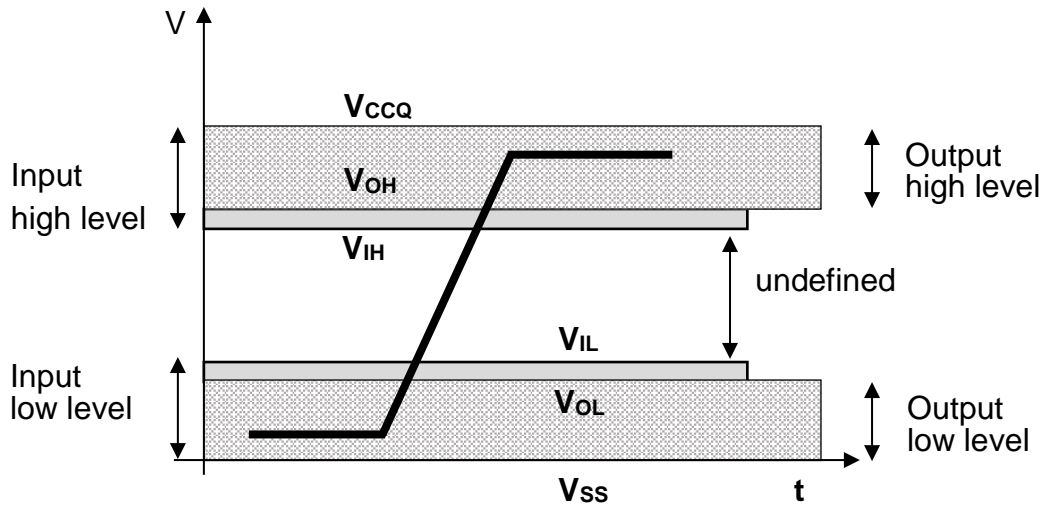 V
VCCQ
Input
high level
VOH
Output
high level
VIH
undefined
VIL
Input
low level
VOL
Output
low level
VSS
t